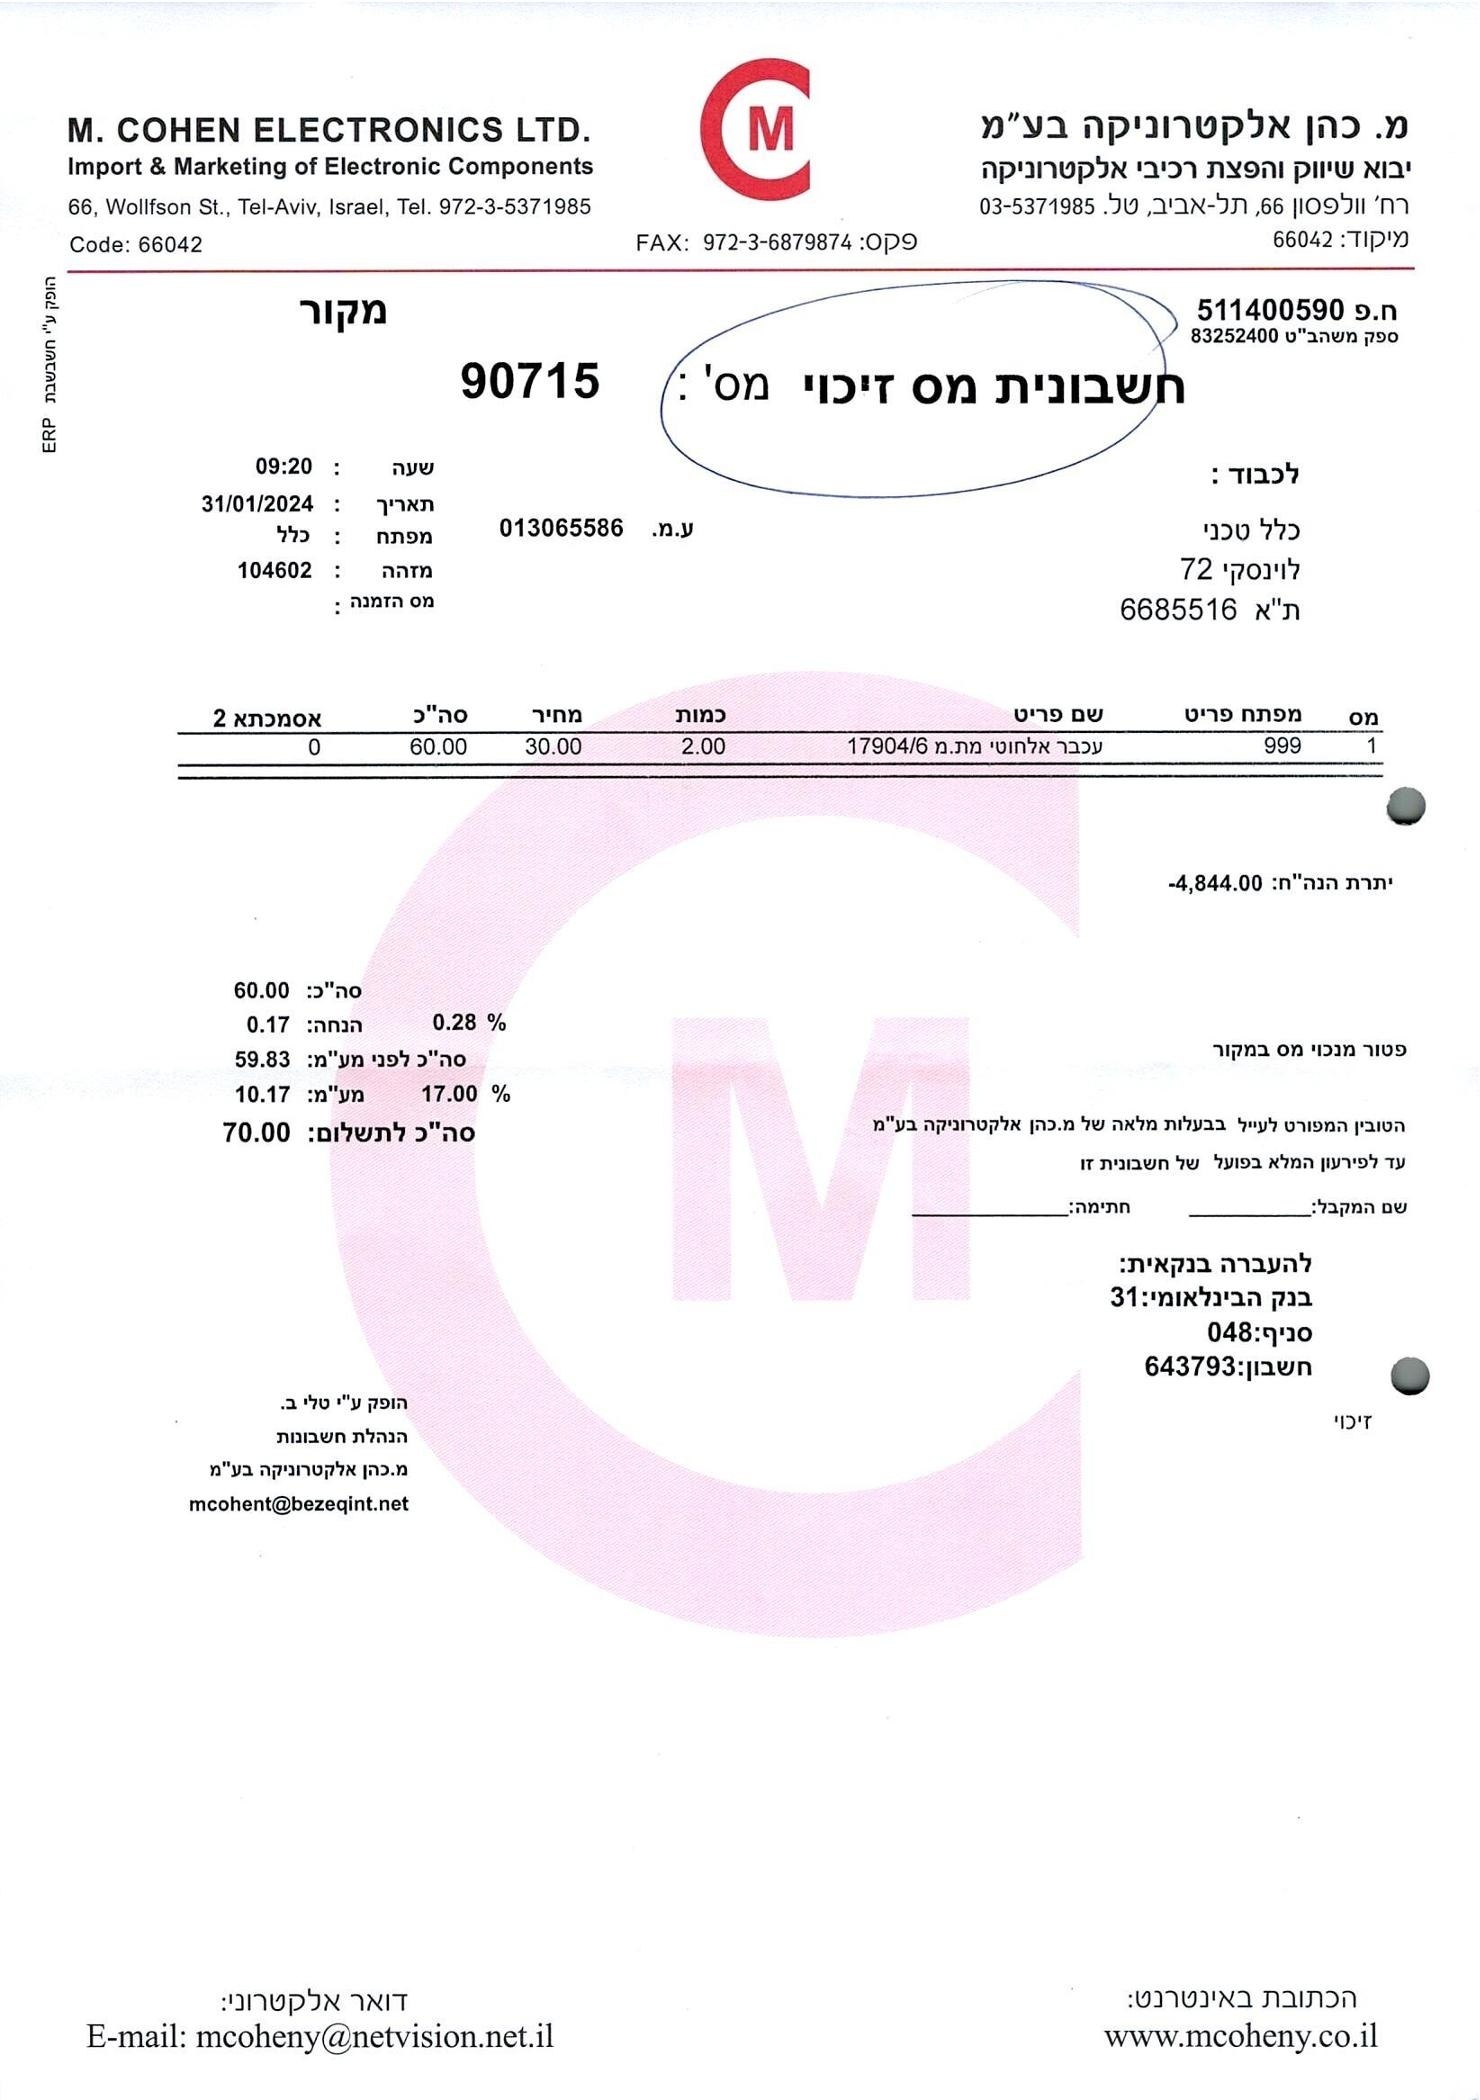 M. COHEN ELECTRONICS LTD.
Import & Marketing of Electronic Components
66, Wollfson St., Tel-Aviv, Israel, Tel. 972-3-5371985
Code: 66042
M
FAX: 972-3-6879874 :פקס
מ. כהן אלקטרוניקה בע״מ
יבוא שיווק והפצת רכיבי אלקטרוניקה
רח' וולפסון 66, תל-אביב, טל. 03-5371985
מיקוד: 66042
הופק ע"י חשבשבת ERP
מקור
ח.פ 511400590
ספק משהב"ט 83252400
חשבונית מס זיכוי מס' : 90715
שעה : 09:20
תאריך : 31/01/2024
מפתח : כלל
מזהה : 104602
מס הזמנה :
ע.מ. 013065586
לכבוד :
כלל טכני
לוינסקי 72
ת"א 6685516
מס מפתח פריט שם פריט כמות מחיר סה"כ אסמכתא 2
1 999 עכבר אלחוטי מת.מ 17904/6 2.00 30.00 60.00 0
יתרת הנה"ח: 4,844.00-
סה"כ: 60.00
% 0.28 הנחה: 0.17
סה"כ לפני מע"מ: 59.83
% 17.00 מע"מ: 10.17
סה"כ לתשלום: 70.00
פטור מנכוי מס במקור
הטובין המפורט לעייל בבעלות מלאה של מ.כהן אלקטרוניקה בע"מ
עד לפירעון המלא בפועל של חשבונית זו
שם המקבל:__________ חתימה:__________
להעברה בנקאית:
בנק הבינלאומי:31
סניף:048
חשבון:643793
זיכוי
הופק ע"י טלי ב.
הנהלת חשבונות
מ.כהן אלקטרוניקה בע"מ
mcohent@bezeqint.net
M
דואר אלקטרוני:
E-mail: mcoheny@netvision.net.il
הכתובת באינטרנט:
www.mcoheny.co.il